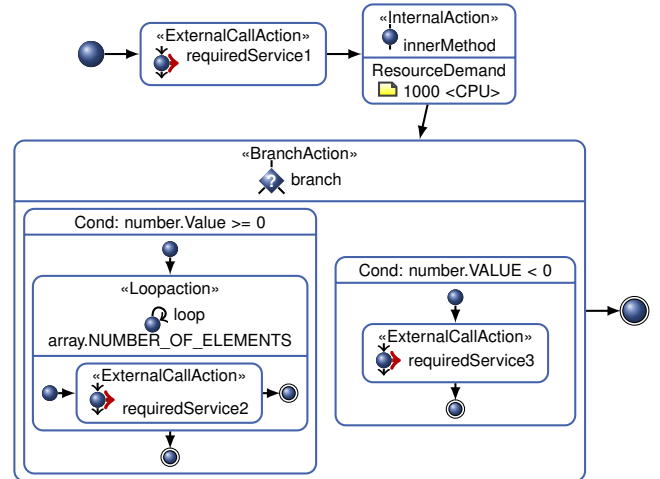 «ExternalCallAction»
requiredService1
«InternalAction»
innerMethod
ResourceDemand
1000 <CPU>
«BranchAction»
?
branch
Cond: number.Value >= 0
«Loopaction»
loop
array.NUMBER_OF_ELEMENTS
«ExternalCallAction»
requiredService2
Cond: number.VALUE < 0
«ExternalCallAction»
requiredService3